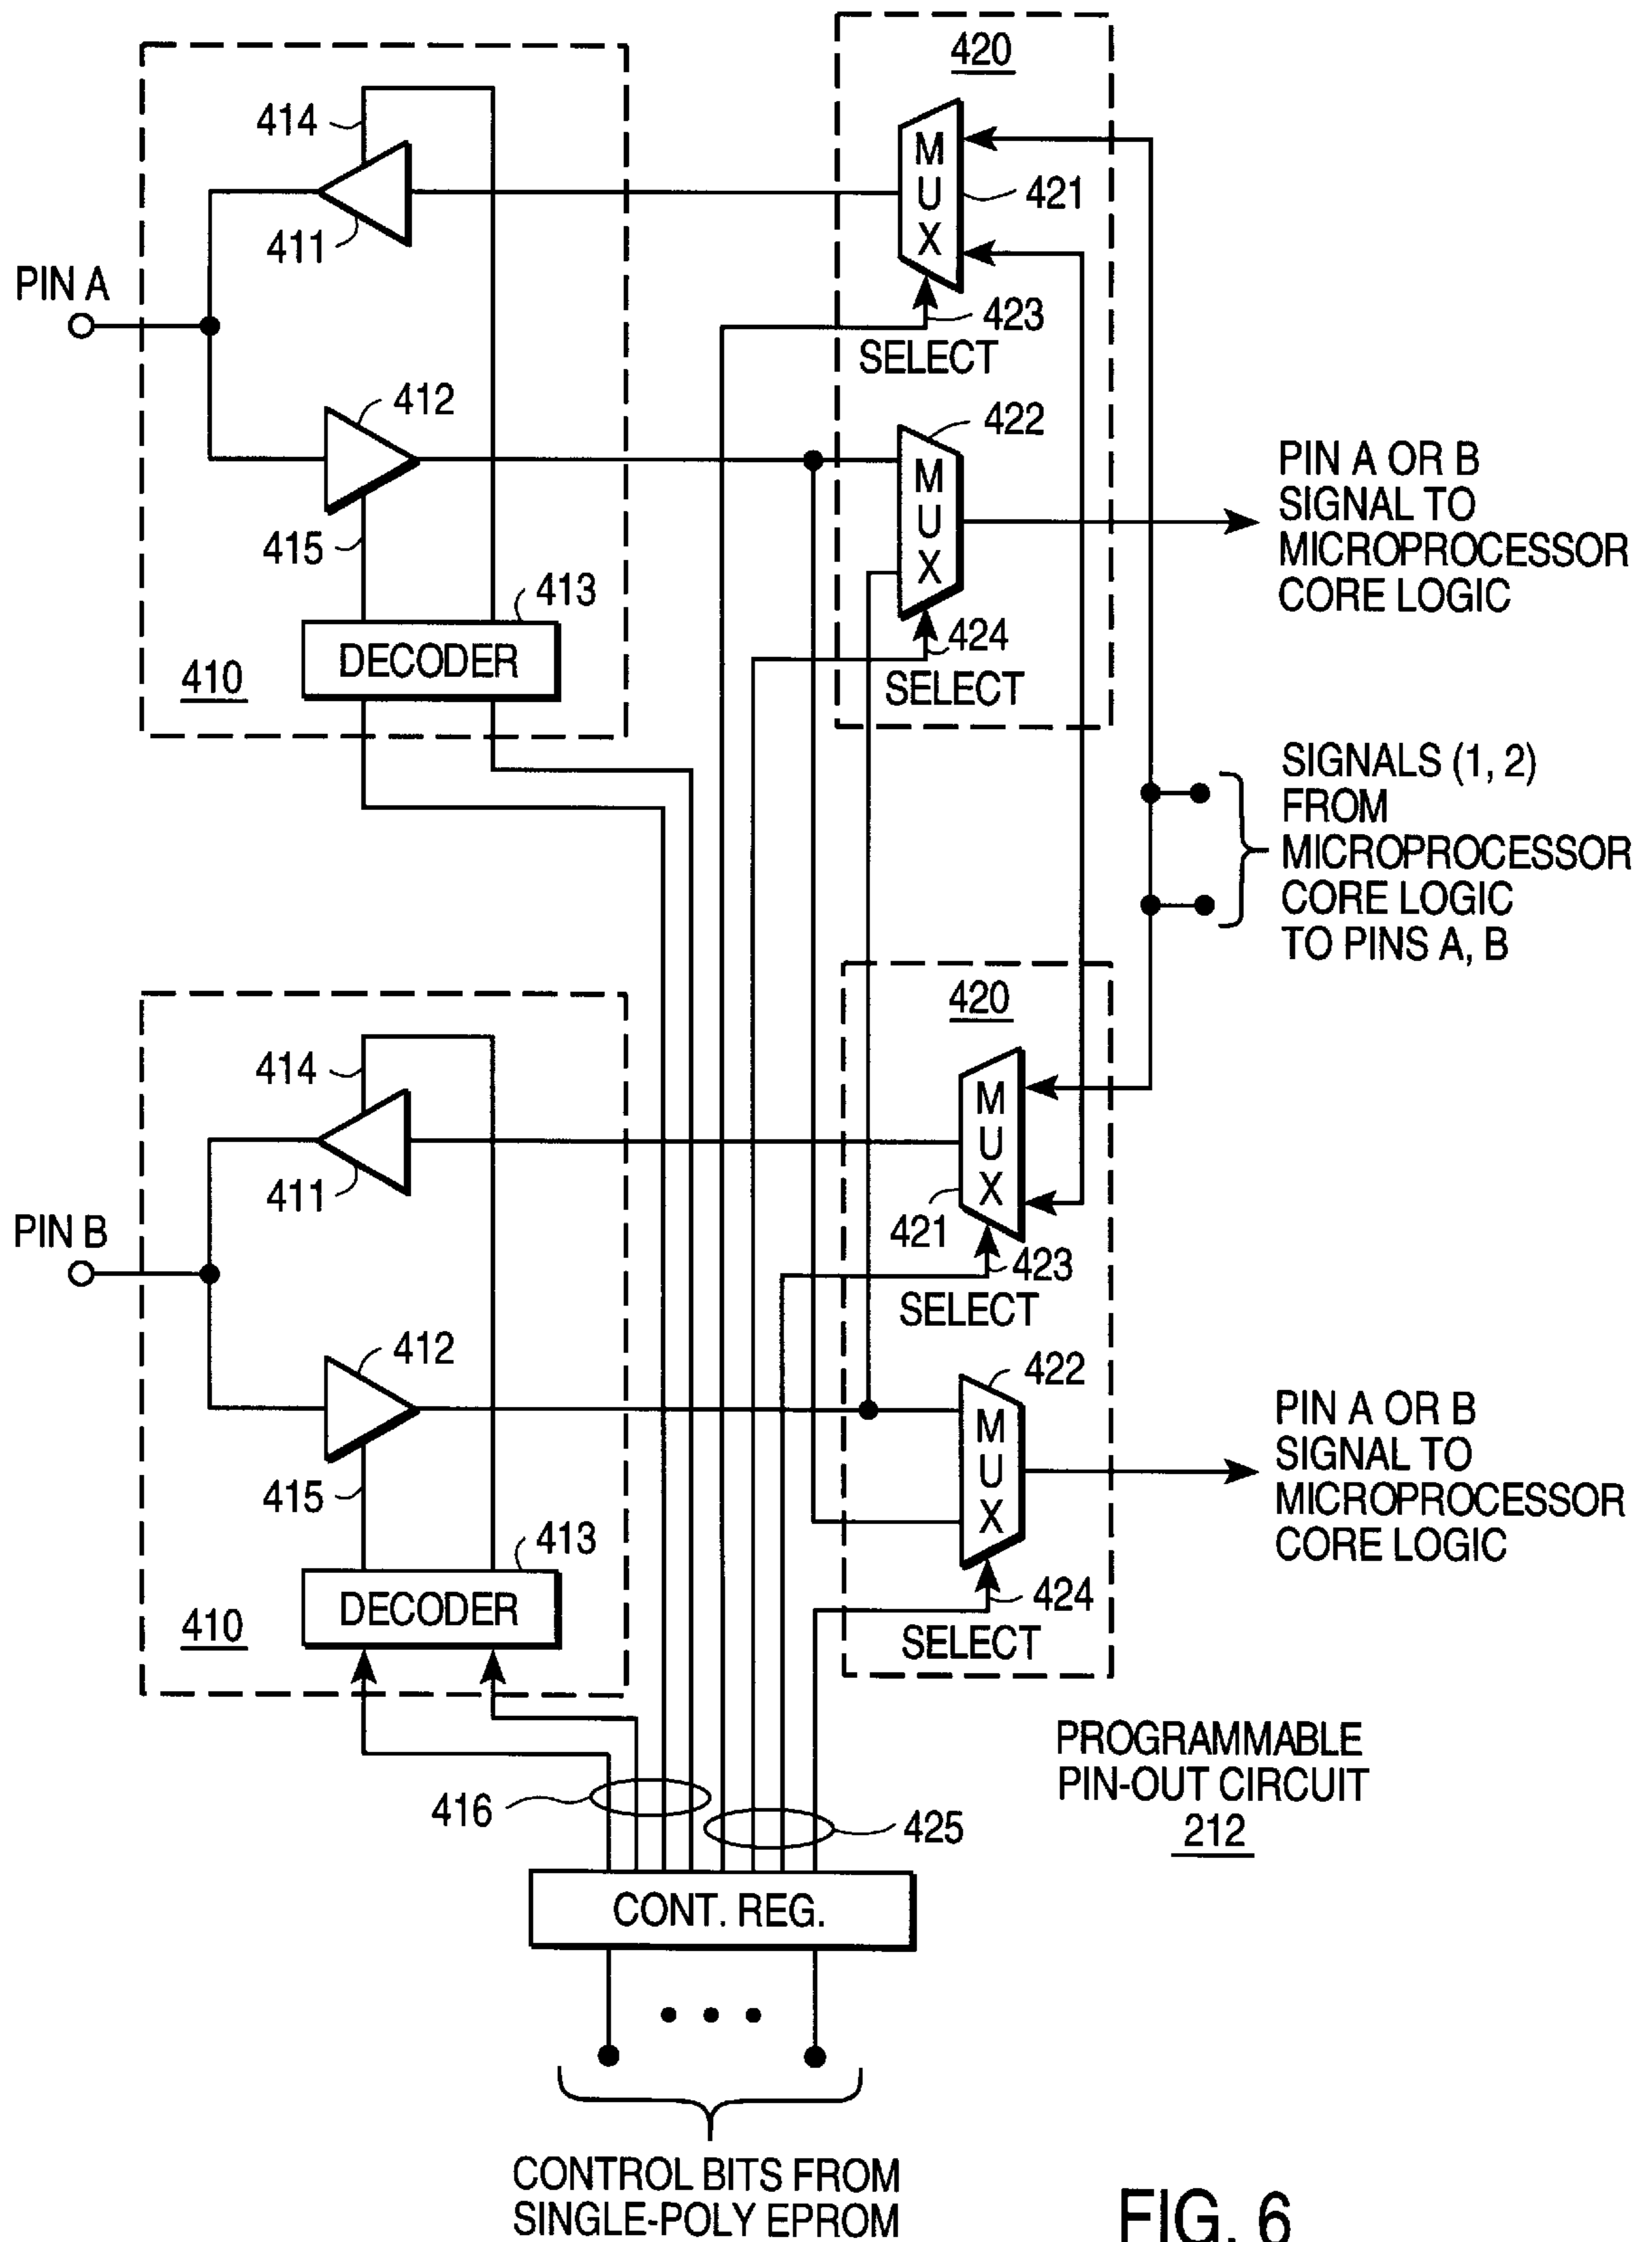 420
414
M
U
X
421
411
PIN A
423
SELECT
412
422
M
U
X
PIN A OR B
SIGNAL TO
MICROPROCESSOR
CORE LOGIC
415
413
DECODER
424
SELECT
410
SIGNALS (1, 2)
FROM
MICROPROCESSOR
CORE LOGIC
TO PINS A, B
420
414
M
U
X
411
421
PIN B
423
SELECT
412
422
M
U
X
PIN A OR B
SIGNAL TO
MICROPROCESSOR
CORE LOGIC
415
413
DECODER
424
SELECT
410
PROGRAMMABLE
PIN-OUT CIRCUIT
212
416
425
CONT. REG.
CONTROL BITS FROM
SINGLE-POLY EPROM
FIG. 6